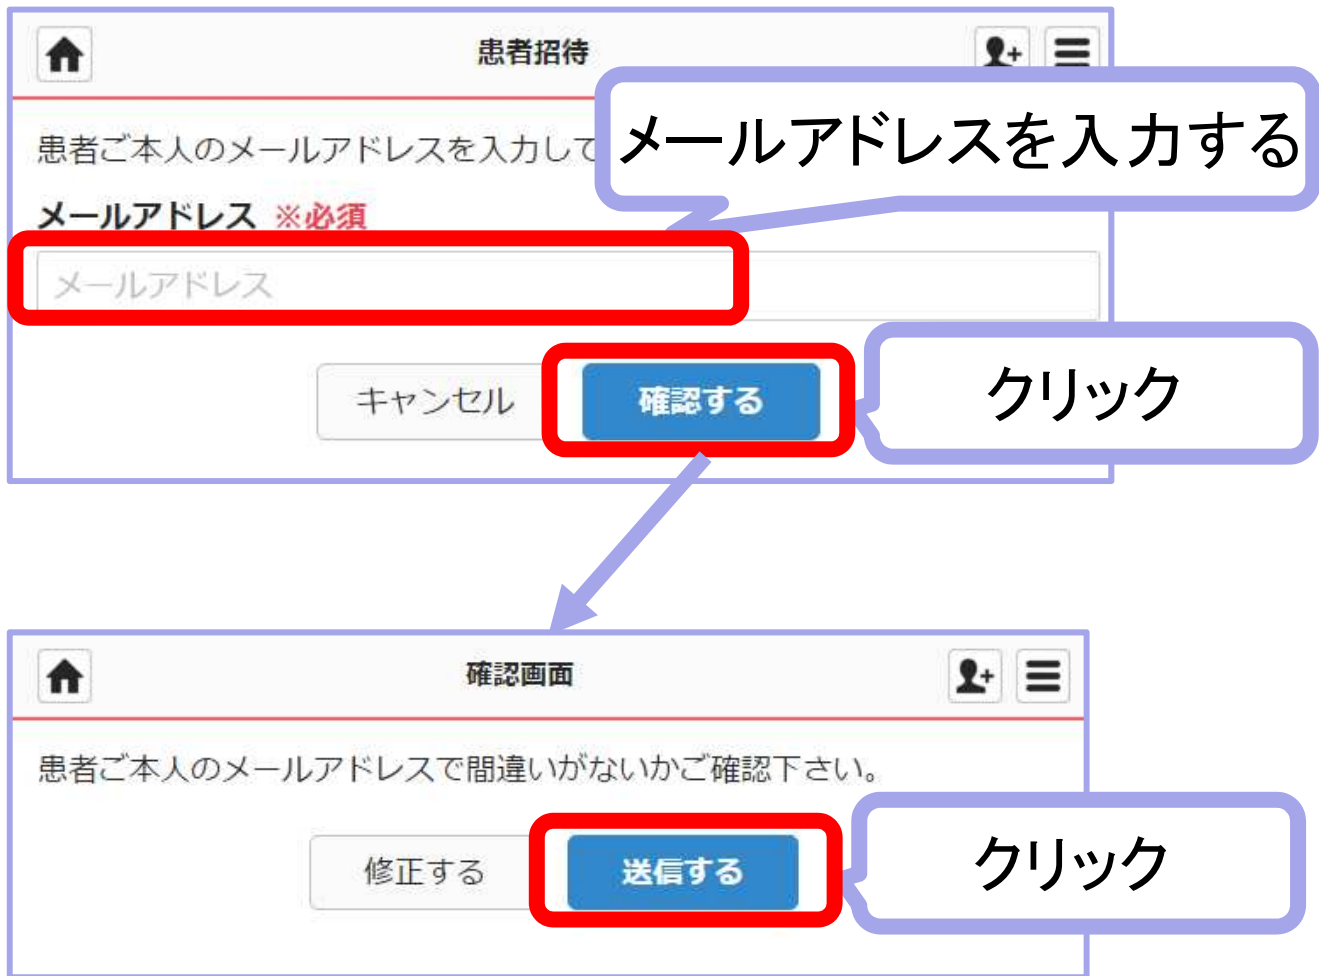 患者招待
患者ご本人のメールアドレスを入力して
メールアドレスを入力する
メールアドレス ※必須
メールアドレス
キャンセル
確認する
クリック
確認画面
患者ご本人のメールアドレスで間違いがないかご確認下さい。
修正する
送信する
クリック